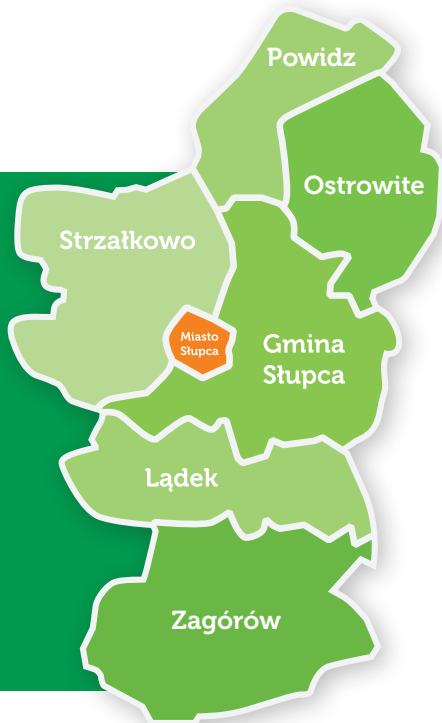 Powidz
Ostrowite
Strzałkowo
Miasto
Słupca
Gmina
Słupca
Lądek
Zagórów